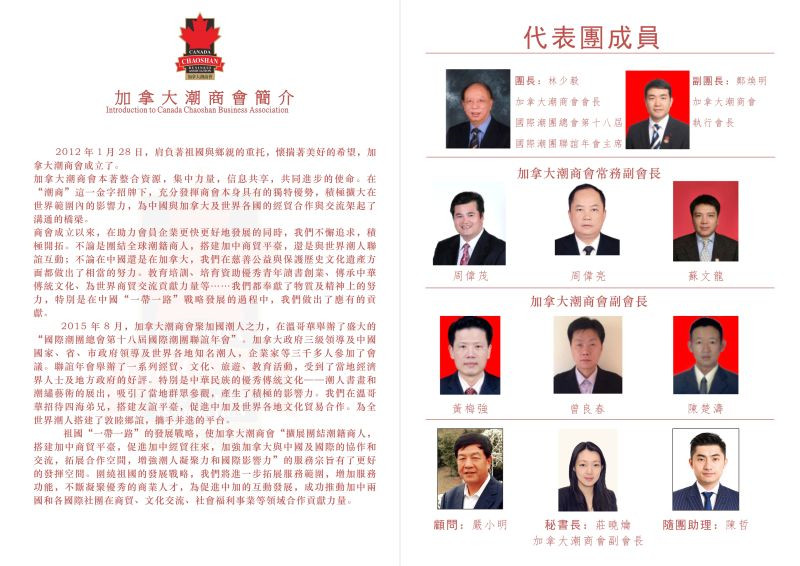 CANADA
CHAOSHAN
BUSINESS
ASSOCIATION
加拿大潮商會
加拿大潮商會簡介
Introduction to Canada Chaoshan Business Association
2012 年 1 月 28 日，肩負著祖國與鄉親的重托，懷揣著美好的希望，加
拿大潮商會成立了。
加拿大潮商會本著整合資源，集中力量，信息共享，共同進步的使命。在
“潮商”這一金字招牌下，充分發揮商會本身具有的獨特優勢，積極擴大在
世界範圍內的影響力，為中國與加拿大及世界各國的經貿合作與交流架起了
溝通的橋梁。
商會成立以來，在助力會員企業更快更好地發展的同時，我們不懈追求，積
極開拓。不論是團結全球潮籍商人，搭建加中商貿平臺，還是與世界潮人聯
誼互動；不論在中國還是在加拿大，我們在慈善公益與保護歷史文化遺產方
面都做出了相當的努力。教育培訓、培育資助優秀青年讀書創業、傳承中華
傳統文化、為世界商貿交流貢獻力量等……我們都奉獻了物質及精神上的努
力，特別是在中國“一帶一路”戰略發展的過程中，我們做出了應有的貢
獻。
2015 年 8 月，加拿大潮商會聚加國潮人之力，在溫哥華舉辦了盛大的
“國際潮團總會第十八屆國際潮團聯誼年會”。加拿大政府三級領導及中國
國家、省、市政府領導及世界各地知名潮人，企業家等三千多人參加了會
議。聯誼年會舉辦了一系列經貿、文化、旅遊、教育活動，受到了當地經濟
界人士及地方政府的好評。特別是中華民族的優秀傳統文化——潮人書畫和
潮繡藝術的展出，吸引了當地群眾參觀，產生了積極的影響力。我們在溫哥
華招待四海弟兄，搭建友誼平臺，促進中加及世界各地文化貿易合作。為全
世界潮人搭建了敦睦鄉誼，攜手并進的平台。
祖國“一帶一路”的發展戰略，使加拿大潮商會“擴展團結潮籍商人，
搭建加中商貿平臺，促進加中經貿往來，加強加拿大與中國及國際的協作和
交流，拓展合作空間，增強潮人凝聚力和國際影響力”的服務宗旨有了更好
的發揮空間。圍繞祖國的發展戰略，我們將進一步拓展服務範圍，增加服務
功能，不斷凝聚優秀的商業人才，為促進中加的互動發展，成功推動加中兩
國和各國際社團在商貿、文化交流、社會福利事業等領域合作貢獻力量。
代表團成員
團長：林少毅
加拿大潮商會會長
國際潮團總會第十八屆
國際潮團聯誼年會主席
副團長：鄭煥明
加拿大潮商會
執行會長
加拿大潮商會常務副會長
周偉茂
周偉亮
蘇文龍
加拿大潮商會副會長
黃梅強
曾良春
陳楚濤
顧問：嚴小明
秘書長：莊曉爚
加拿大潮商會副會長
隨團助理：陳哲